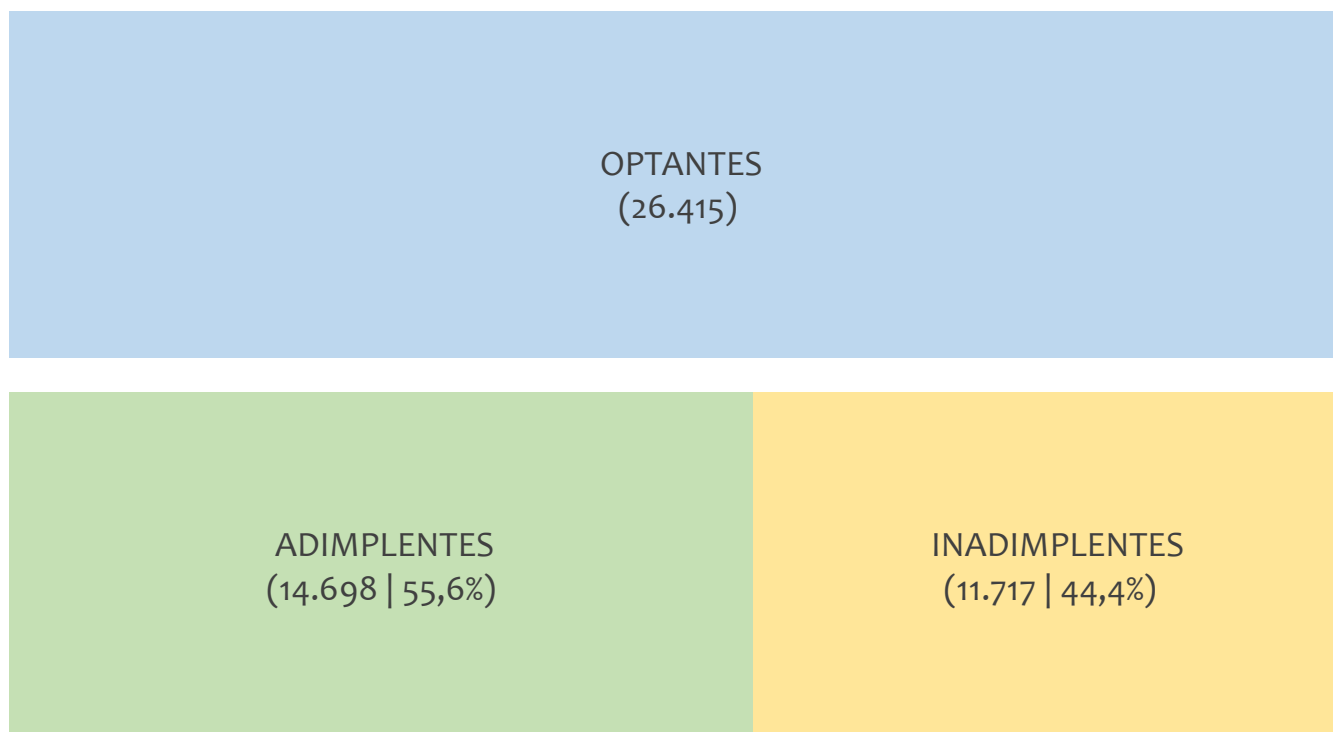 OPTANTES
(26.415)
ADIMPLENTES
(14.698 | 55,6%)
INADIMPLENTES
(11.717 | 44,4%)